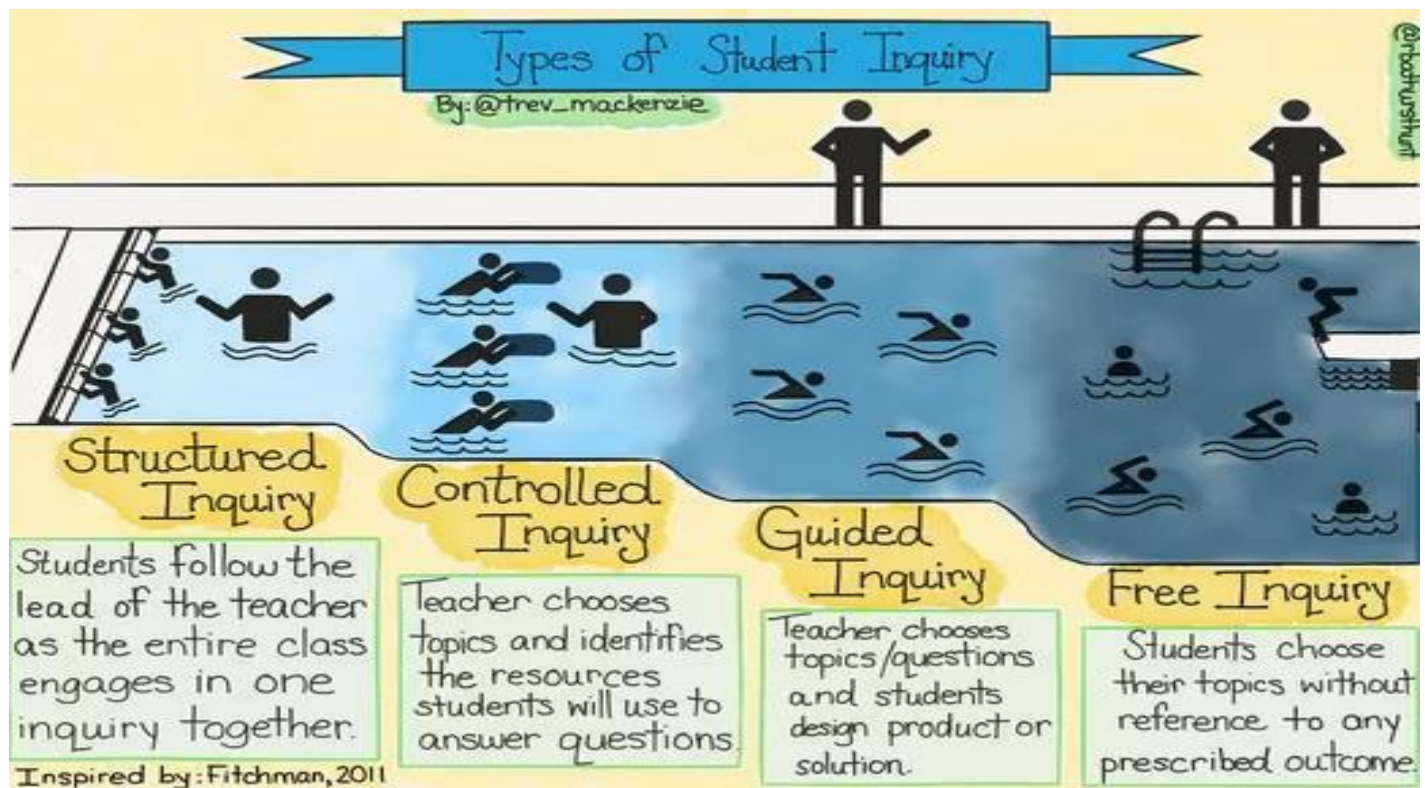 Types of Student Inquiry
By: @trev_mackenzie
@rbathursthunt
Structured
Inquiry
Students follow the
lead of the teacher
as the entire class
engages in one
inquiry together.
Controlled
Inquiry
Teacher chooses
topics and identifies
the resources
students will use to
answer questions.
Guided
Inquiry
Teacher chooses
topics/questions
and students
design product or
solution.
Free Inquiry
Students choose
their topics without
reference to any
prescribed outcome.
Inspired by: Fitchman, 2011